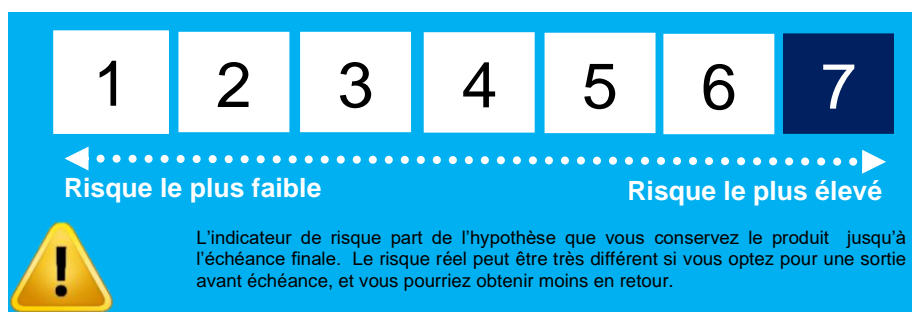 1 2 3 4 5 6 7
Risque le plus faible Risque le plus élevé
L'indicateur de risque part de l'hypothèse que vous conservez le produit jusqu'à
l'échéance finale. Le risque réel peut être très différent si vous optez pour une sortie
avant échéance, et vous pourriez obtenir moins en retour.